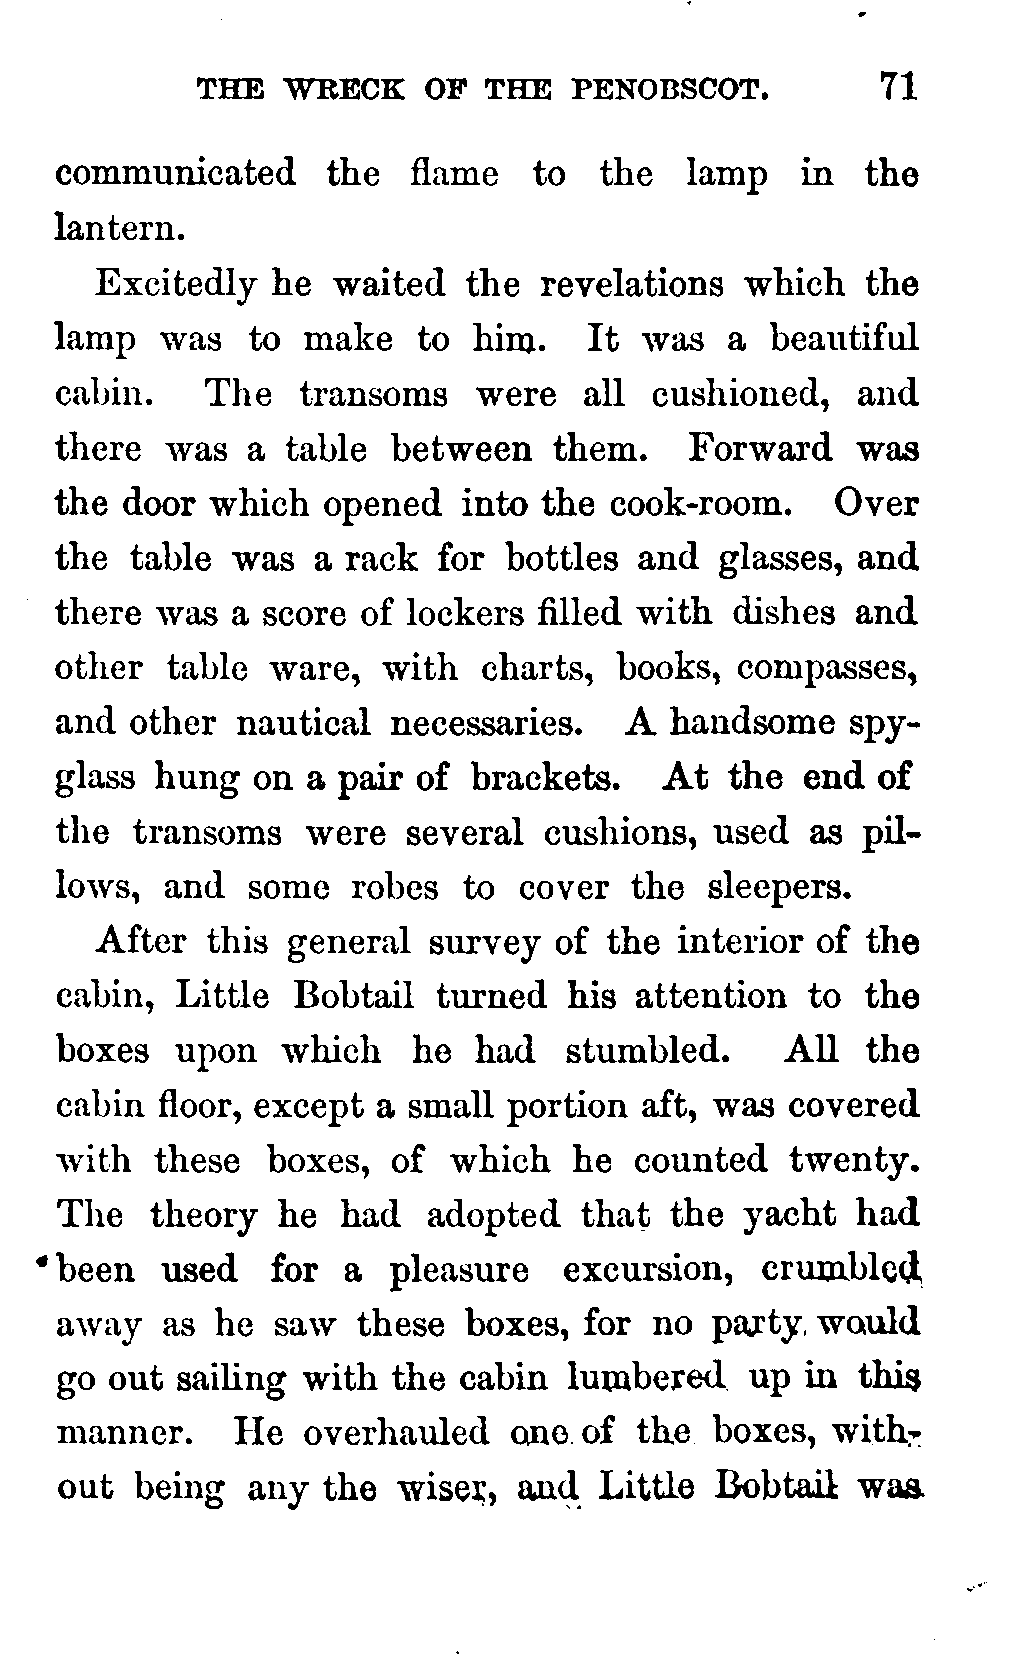 THE WRECK OF THE PENOBSCOT. 71
communicated the flame to the lamp in the
lantern.
Excitedly he waited the revelations which the
lamp was to make to him. It was a beautiful
cabin. The transoms were all cushioned, and
there was a table between them. Forward was
the door which opened into the cook-room. Over
the table was a rack for bottles and glasses, and
there was a score of lockers filled with dishes and
other table ware, with charts, books, compasses,
and other nautical necessaries. A handsome spy-
glass hung on a pair of brackets. At the end of
the transoms were several cushions, used as pil-
lows, and some robes to cover the sleepers.
After this general survey of the interior of the
cabin, Little Bobtail turned his attention to the
boxes upon which he had stumbled. All the
cabin floor, except a small portion aft, was covered
with these boxes, of which he counted twenty.
The theory he had adopted that the yacht had
been used for a pleasure excursion, crumbled
away as he saw these boxes, for no party would
go out sailing with the cabin lumbered up in this
manner. He overhauled one of the boxes, with-
out being any the wiser, and Little Bobtail was